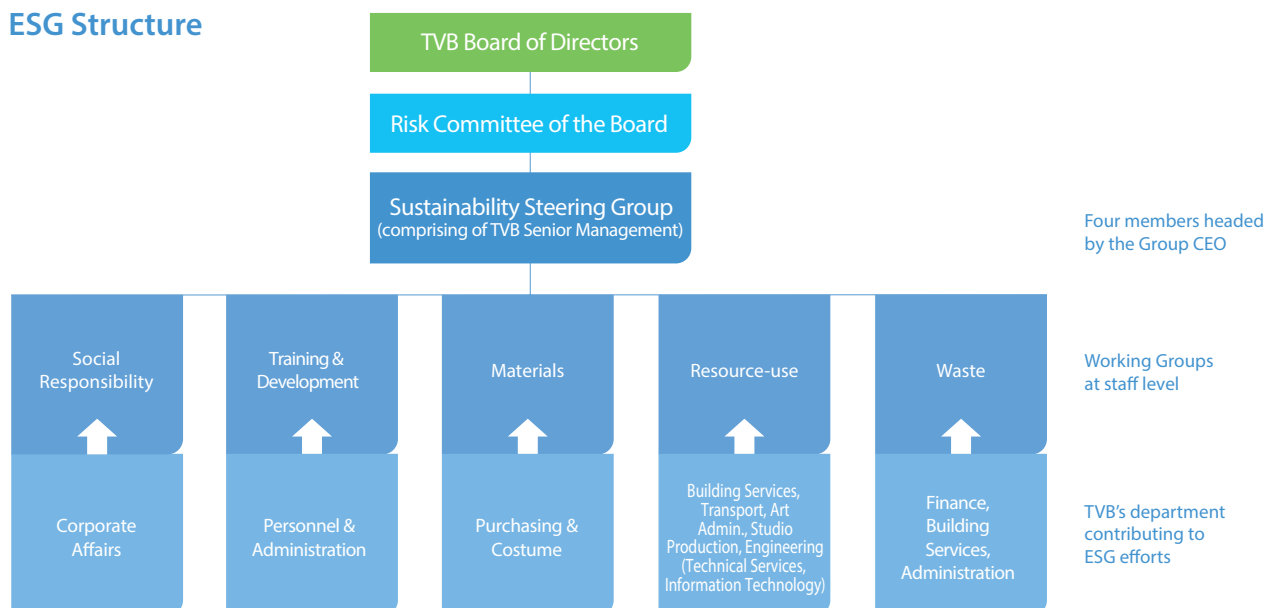 ESG Structure
TVB Board of Directors
Risk Committee of the Board
Sustainability Steering Group
(comprising of TVB Senior Management)
Four members headed
by the Group CEO
Social
Responsibility
Training &
Development
Materials
Resource-use
Waste
Working Groups
at staff level
Corporate
Affairs
Personnel &
Administration
Purchasing &
Costume
Building Services,
Transport, Art
Admin., Studio
Production, Engineering
(Technical Services,
Information Technology)
Finance,
Building
Services,
Administration
TVB's department
contributing to
ESG efforts